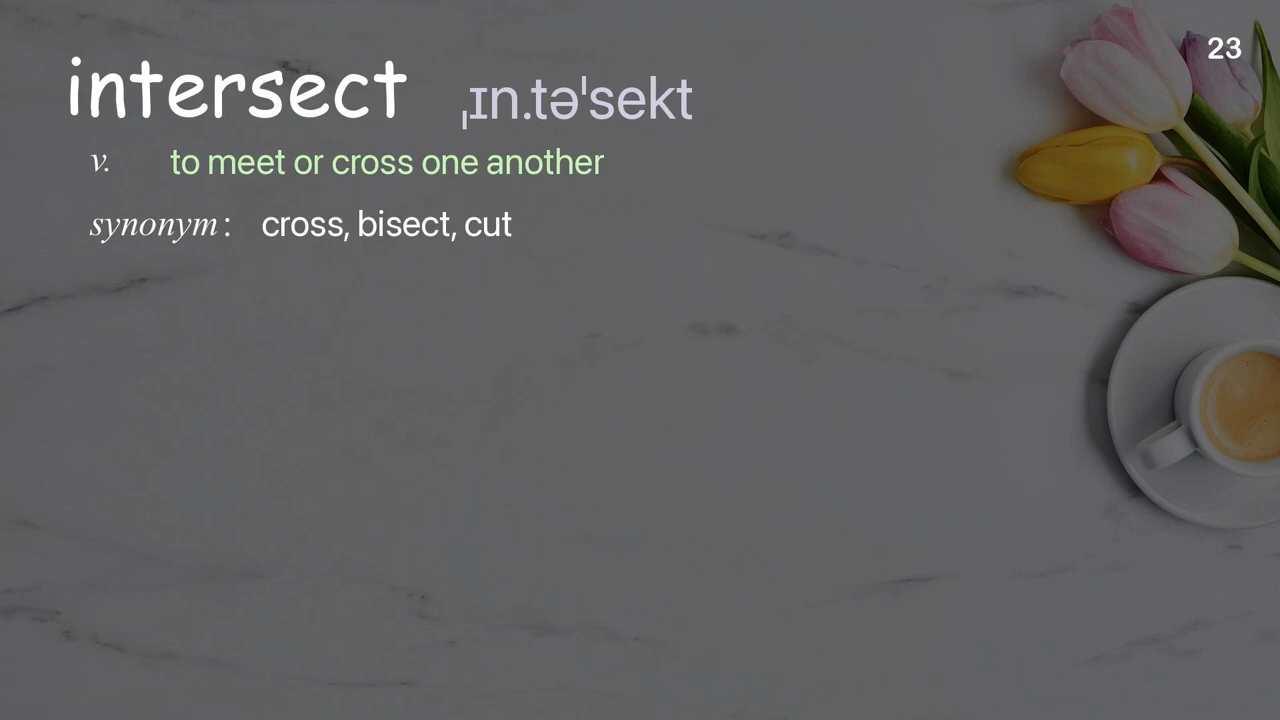 23
intersect ˌɪn.təˈsekt
v. to meet or cross one another
synonym: cross, bisect, cut